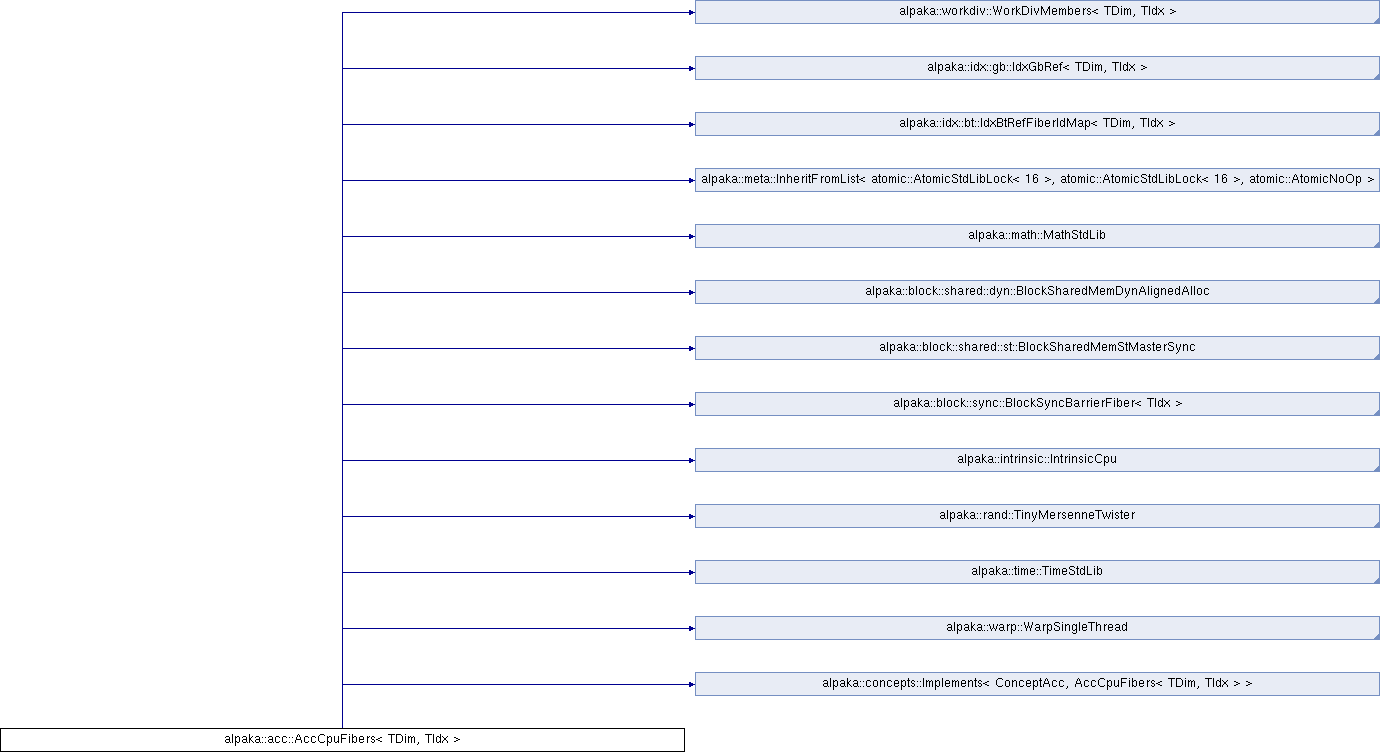 alpaka::workdiv::WorkDivMembers< TDim, TIdx >
alpaka::idx::gb::IdxGbRef< TDim, TIdx >
alpaka::idx::bt::IdxBtRefFiberIdMap< TDim, TIdx >
alpaka::meta::InheritFromList< atomic::AtomicStdLibLock< 16 >, atomic::AtomicStdLibLock< 16 >, atomic::AtomicNoOp >
alpaka::math::MathStdLib
alpaka::block::shared::dyn::BlockSharedMemDynAlignedAlloc
alpaka::block::shared::st::BlockSharedMemStMasterSync
alpaka::block::sync::BlockSyncBarrierFiber< TIdx >
alpaka::intrinsic::IntrinsicCpu
alpaka::rand::TinyMersenneTwister
alpaka::time::TimeStdLib
alpaka::warp::WarpSingleThread
alpaka::concepts::Implements< ConceptAcc, AccCpuFibers< TDim, TIdx > >
alpaka::acc::AccCpuFibers< TDim, TIdx >